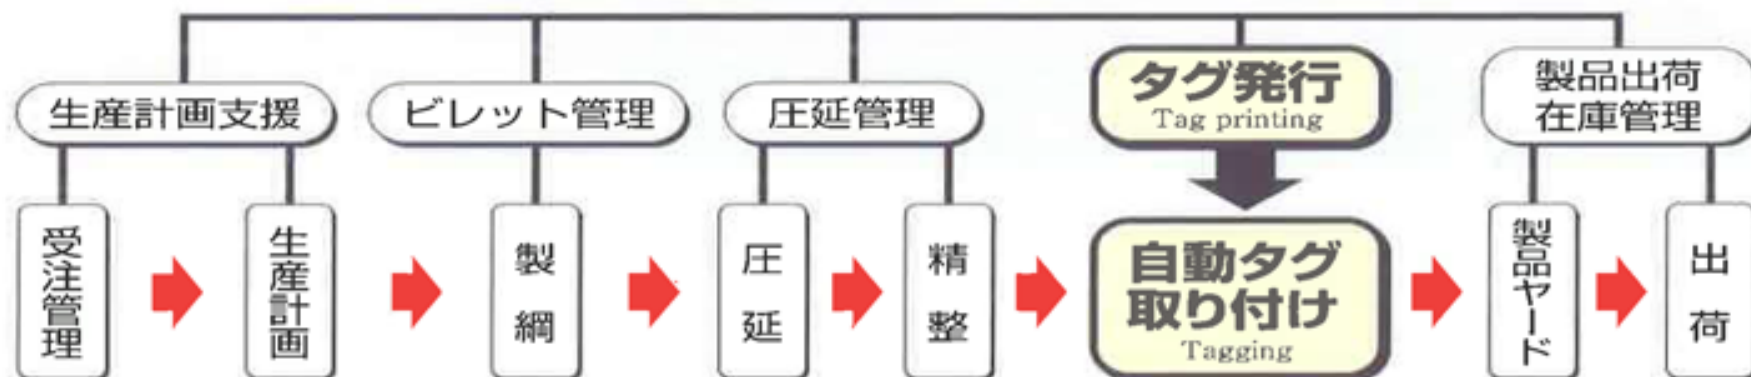 生産計画支援
ビレット管理
圧延管理
タグ発行
Tag printing
製品出荷
在庫管理
受注管理
生産計画
製綱
圧延
精整
自動タグ
取り付け
Tagging
製品ヤード
出荷